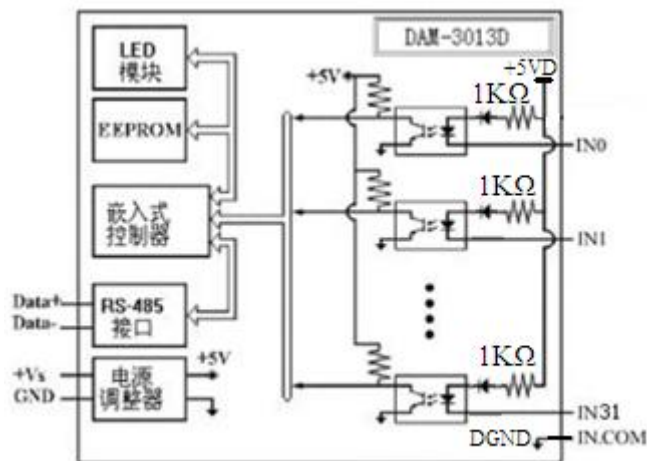 DAM-3013D
LED
模块
EEPROM
嵌入式
控制器
Data+
Data-
RS-485
接口
+Vs
GND
电源
调整器
+5V
+5V
+5VD
1KΩ
IN0
1KΩ
IN1
1KΩ
IN31
DGND
IN.COM